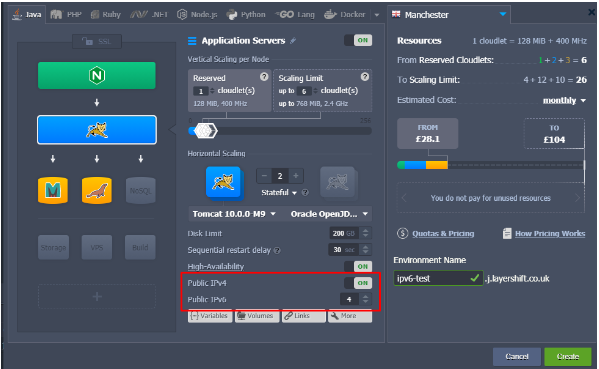 Java PHP Ruby .NET Node.js Python GO Lang Docker
SSL
NoSQL
Storage VPS Build
Application Servers ON
Vertical Scaling per Node
Reserved ?
1 cloudlet(s)
128 MiB, 400 MHz
Scaling Limit ?
up to 6 cloudlet(s)
up to 768 MiB, 2.4 GHz
0
Horizontal Scaling
− 2 +
Stateful ?
Tomcat 10.0.0-M9 Oracle OpenJD...
Disk Limit 200 GB
Sequential restart delay ? 30 sec
High-Availability ON
Public IPv4 ON
Public IPv6 4
Variables Volumes Links More
Manchester
Resources 1 cloudlet = 128 MiB + 400 MHz
From Reserved Cloudlets: 1 + 2 + 3 = 6
To Scaling Limit: 4 + 12 + 10 = 26
Estimated Cost: monthly
FROM
£28.1
TO
£104
You do not pay for unused resources
$ Quotas & Pricing How Pricing Works
Environment Name
ipv6-test .j.layershift.co.uk
Cancel Create